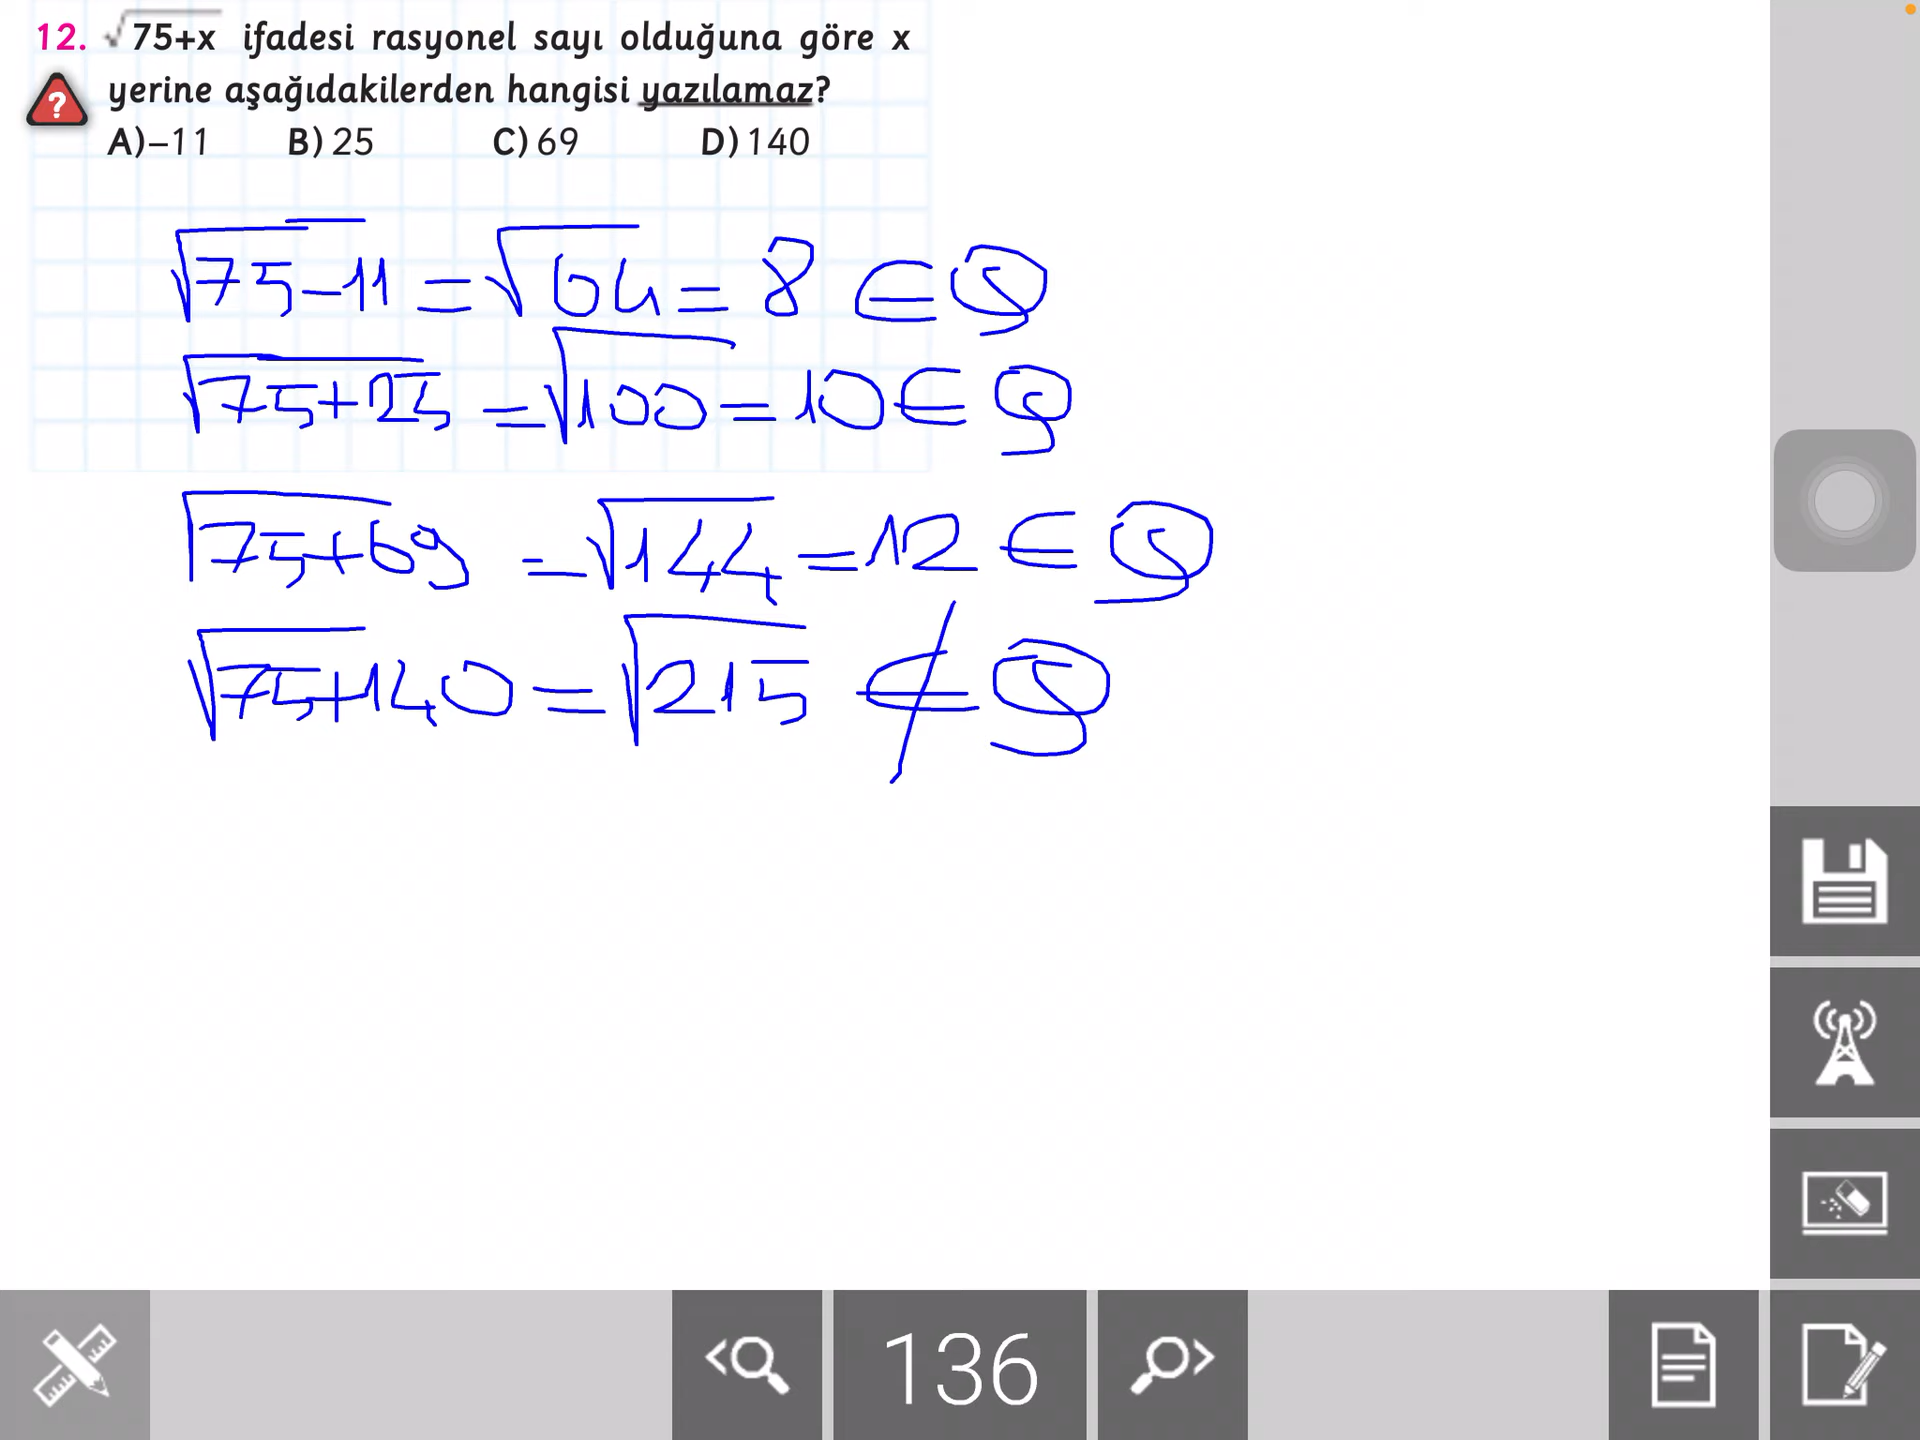 12. √75+x ifadesi rasyonel sayı olduğuna göre x
? yerine aşağıdakilerden hangisi yazılamaz?
A) –11 B) 25 C) 69 D) 140
√75-11 = √64 = 8 ∈ Q
√75+25 = √100 = 10 ∈ Q
√75+69 = √144 = 12 ∈ Q
√75+140 = √215 ∉ Q
136